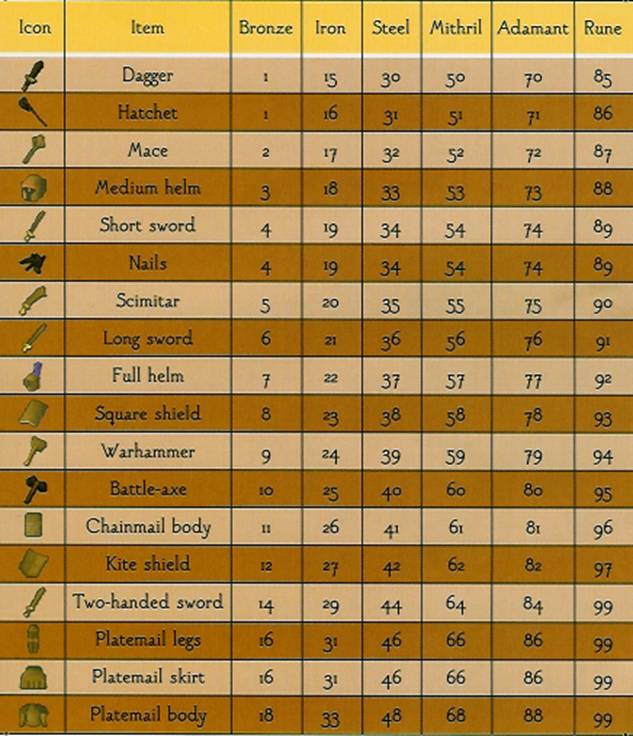 Icon Item Bronze Iron Steel Mithril Adamant Rune
Dagger 1 15 30 50 70 85
Hatchet 1 16 31 51 71 86
Mace 2 17 32 52 72 87
Medium helm 3 18 33 53 73 88
Short sword 4 19 34 54 74 89
Nails 4 19 34 54 74 89
Scimitar 5 20 35 55 75 90
Long sword 6 21 36 56 76 91
Full helm 7 22 37 57 77 92
Square shield 8 23 38 58 78 93
Warhammer 9 24 39 59 79 94
Battle-axe 10 25 40 60 80 95
Chainmail body 11 26 41 61 81 96
Kite shield 12 27 42 62 82 97
Two-handed sword 14 29 44 64 84 99
Platemail legs 16 31 46 66 86 99
Platemail skirt 16 31 46 66 86 99
Platemail body 18 33 48 68 88 99